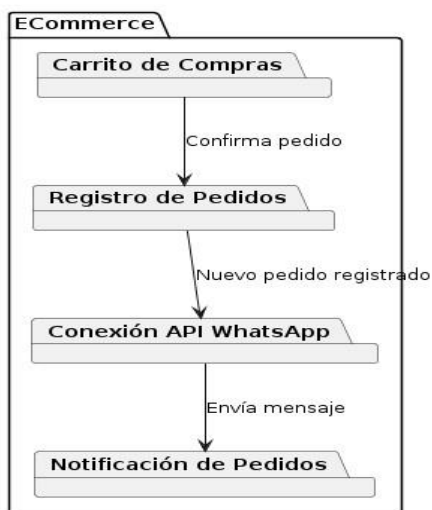 ECommerce
Carrito de Compras
Confirma pedido
Registro de Pedidos
Nuevo pedido registrado
Conexión API WhatsApp
Envía mensaje
Notificación de Pedidos